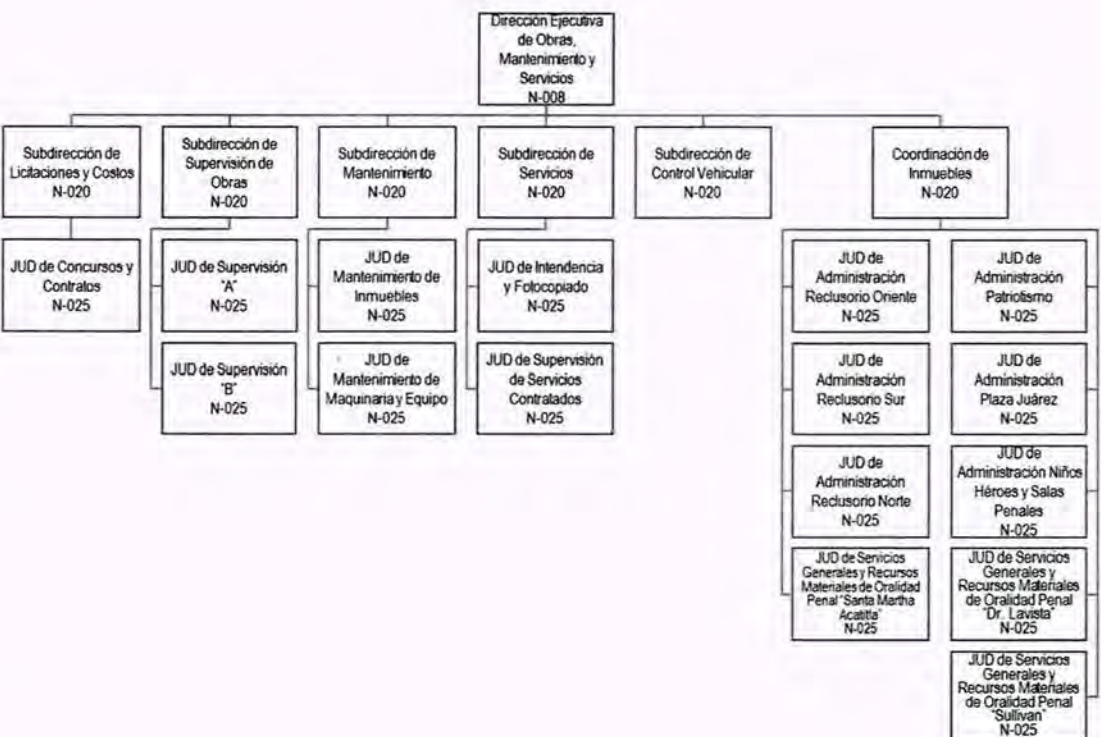 Dirección Ejecutiva
de Obras,
Mantenimiento y
Servicios
N-008
Subdirección de
Licitaciones y Costos
N-020
Subdirección de
Supervisión de
Obras
N-020
Subdirección de
Mantenimiento
N-020
Subdirección de
Servicios
N-020
Subdirección de
Control Vehicular
N-020
Coordinación de
Inmuebles
N-020
JUD de Concursos y
Contratos
N-025
JUD de Supervisión
"A"
N-025
JUD de
Mantenimiento de
Inmuebles
N-025
JUD de Intendencia
y Fotocopiado
N-025
JUD de
Administración
Reclusorio Oriente
N-025
JUD de
Administración
Patriotismo
N-025
JUD de Supervisión
"B"
N-025
JUD de
Mantenimiento de
Maquinaria y Equipo
N-025
JUD de Supervisión
de Servicios
Contratados
N-025
JUD de
Administración
Reclusorio Sur
N-025
JUD de
Administración
Plaza Juárez
N-025
JUD de
Administración
Reclusorio Norte
N-025
JUD de
Administración Niños
Héroes y Salas
Penales
N-025
JUD de Servicios
Generales y Recursos
Materiales de Oralidad
Penal "Santa Martha
Acatitla"
N-025
JUD de Servicios
Generales y
Recursos Materiales
de Oralidad Penal
"Dr. Lavista"
N-025
JUD de Servicios
Generales y
Recursos Materiales
de Oralidad Penal
"Sullivan"
N-025